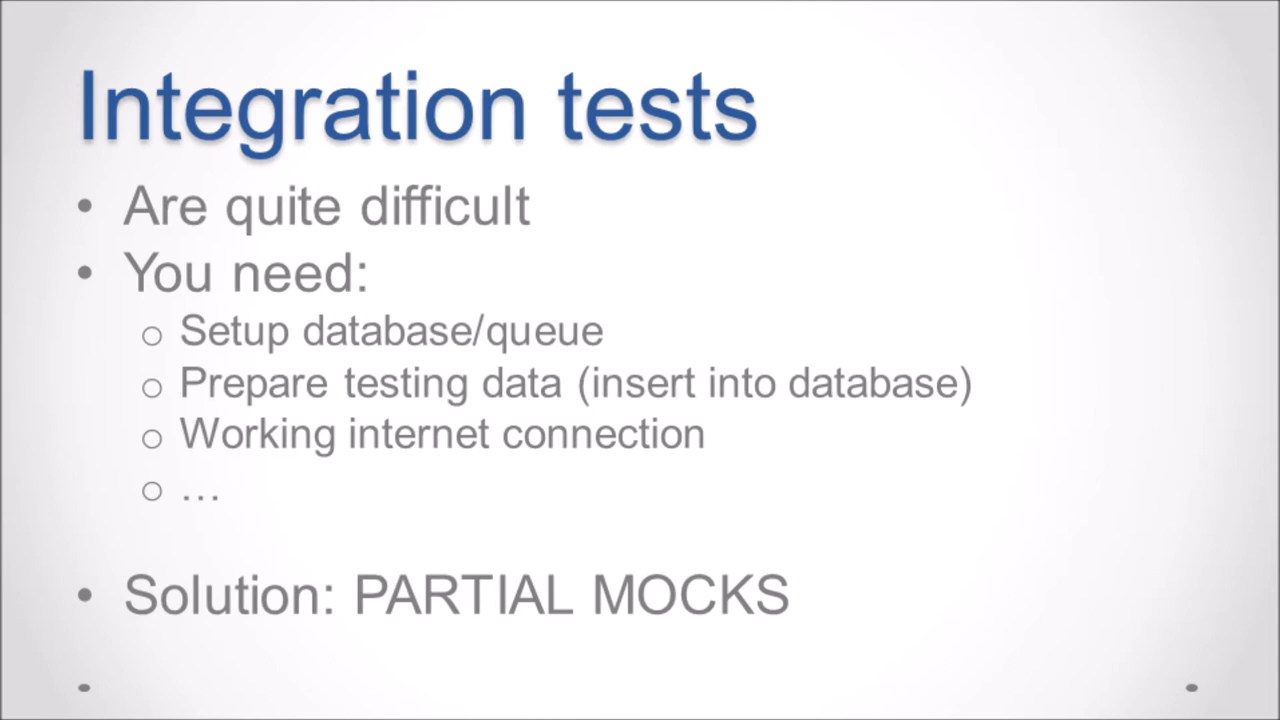 Integration tests
• Are quite difficult
• You need:
o Setup database/queue
o Prepare testing data (insert into database)
o Working internet connection
o …
• Solution: PARTIAL MOCKS